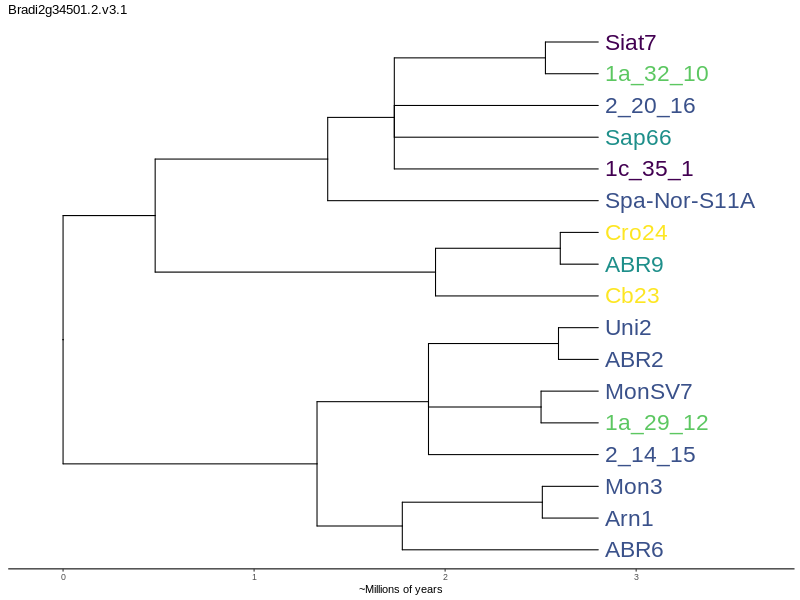 Bradi2g34501.2.v3.1
Siat7
1a_32_10
2_20_16
Sap66
1c_35_1
Spa-Nor-S11A
Cro24
ABR9
Cb23
Uni2
ABR2
MonSV7
1a_29_12
2_14_15
Mon3
Arn1
ABR6
0 1 2 3
~Millions of years